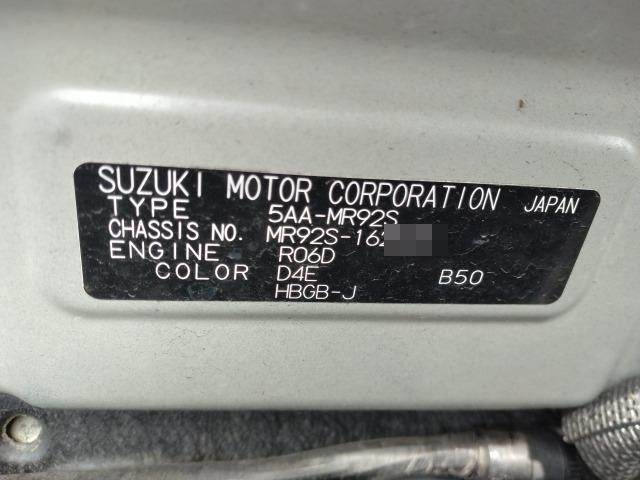 SUZUKI MOTOR CORPORATION JAPAN
TYPE 5AA-MR92S
CHASSIS NO. MR92S-162
ENGINE R06D
COLOR D4E B50
HBGB-J